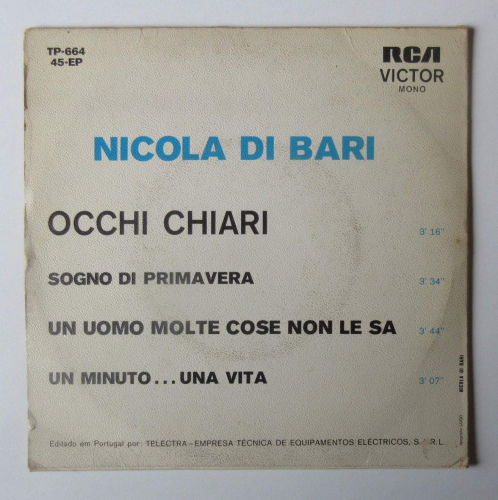 TP-664
45-EP
RCA
VICTOR
MONO
NICOLA DI BARI
OCCHI CHIARI 3' 16"
SOGNO DI PRIMAVERA 3' 34"
UN UOMO MOLTE COSE NON LE SA 3' 44"
UN MINUTO...UNA VITA 3' 07"
NICOLA DI BARI
Editado em Portugal por: TELECTRA-EMPRESA TÉCNICA DE EQUIPAMENTOS ELÉCTRICOS, S.A.R.L.